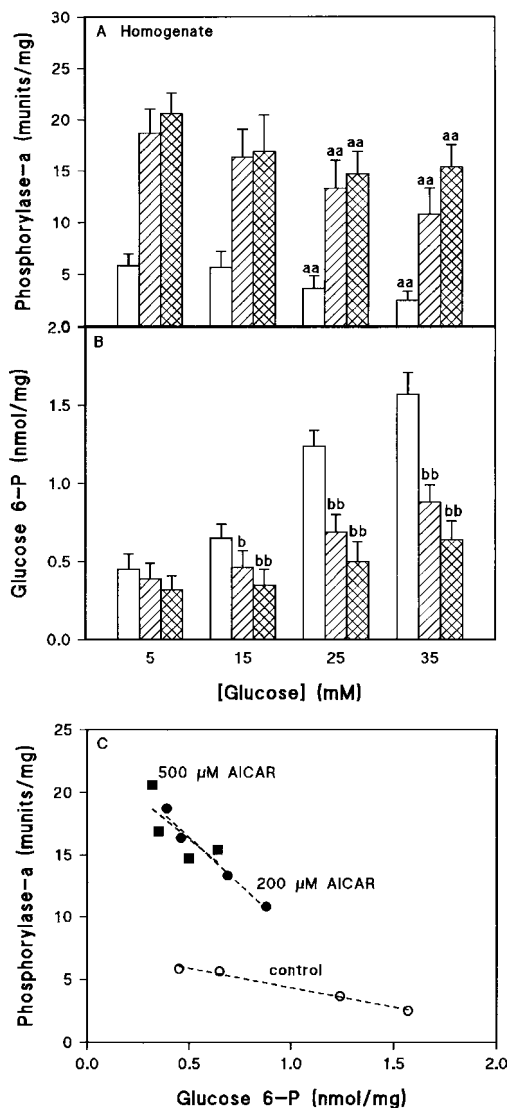 A Homogenate
Phosphorylase-a (munits/mg)
30
25
20
15
10
5
0
aa aa aa
aa aa aa
B
Glucose 6-P (nmol/mg)
2.0
1.5
1.0
0.5
0.0
b bb
bb bb
bb bb
5 15 25 35
[Glucose] (mM)
C
Phosphorylase-a (munits/mg)
25
20
15
10
5
0
500 µM AICAR
200 µM AICAR
control
0.0 0.5 1.0 1.5 2.0
Glucose 6-P (nmol/mg)